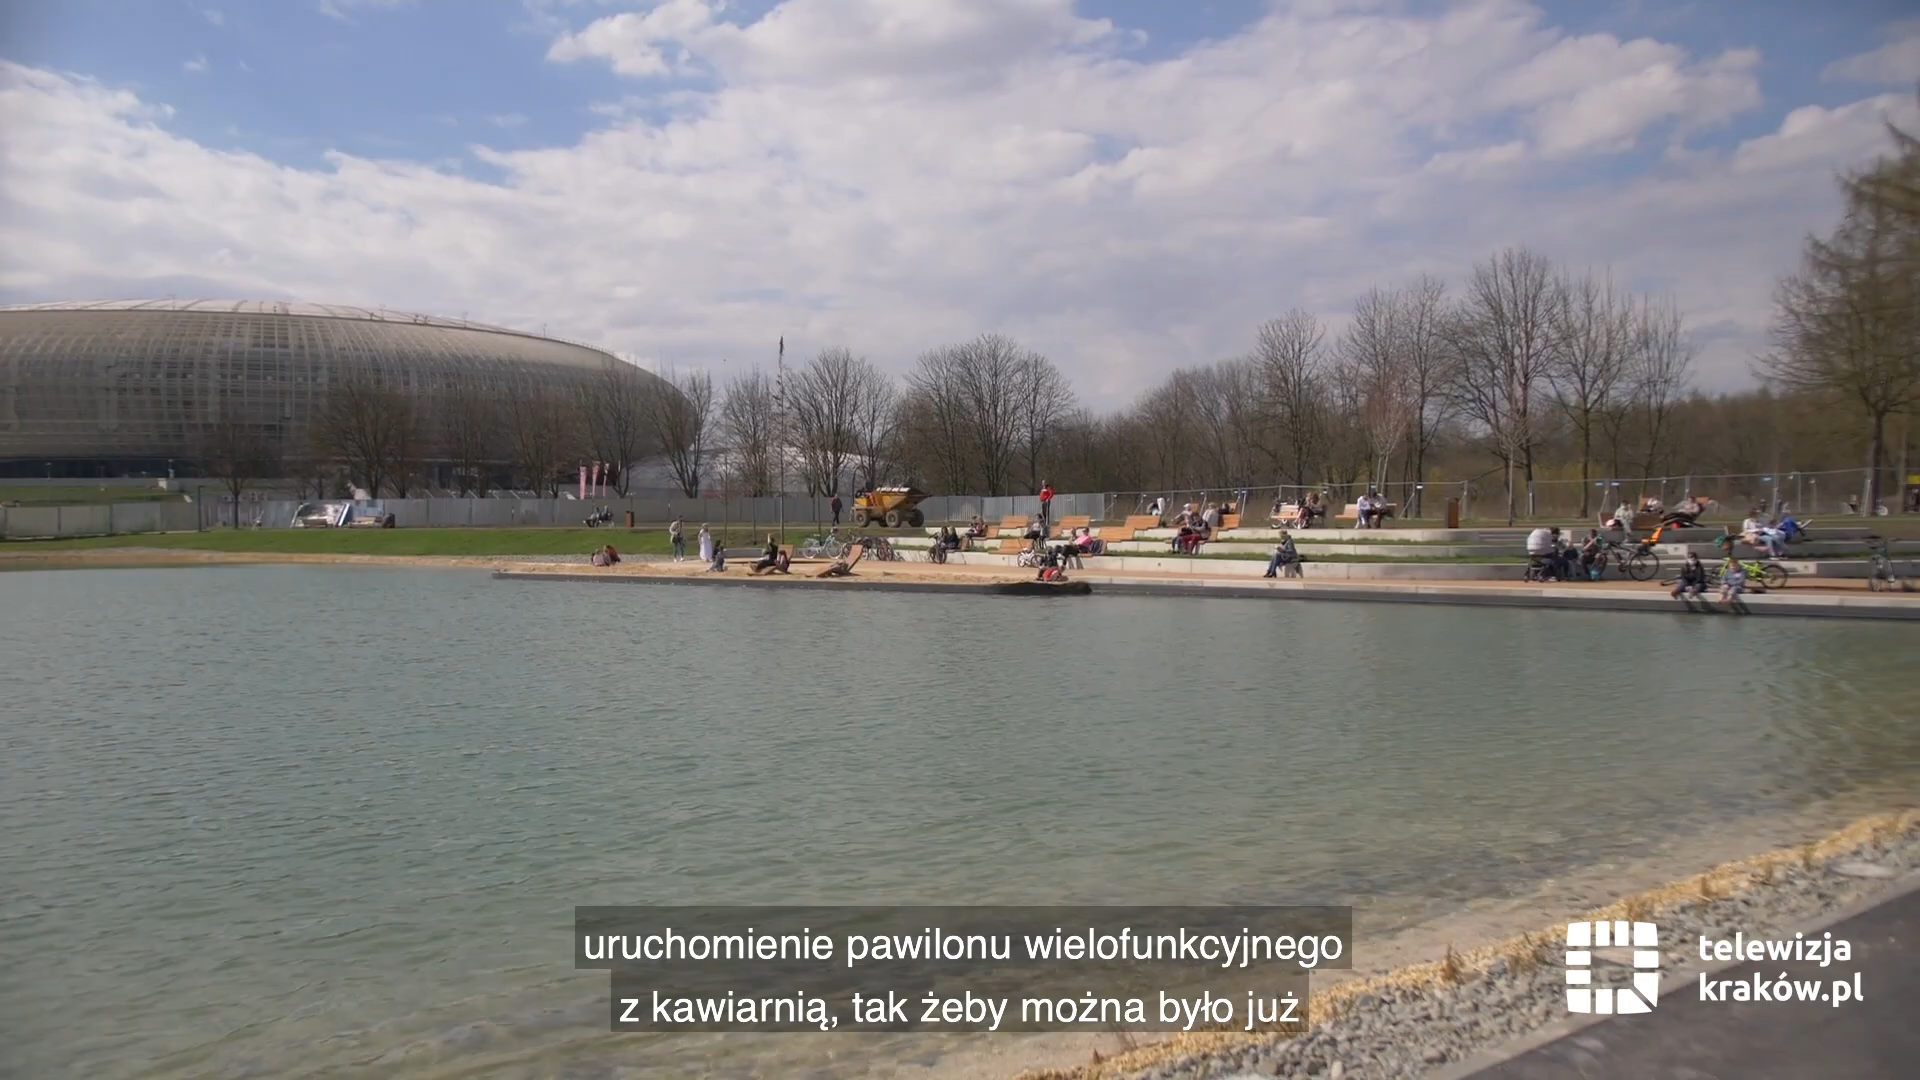 uruchomienie pawilonu wielofunkcyjnego
z kawiarnią, tak żeby można było już
telewizja
kraków.pl